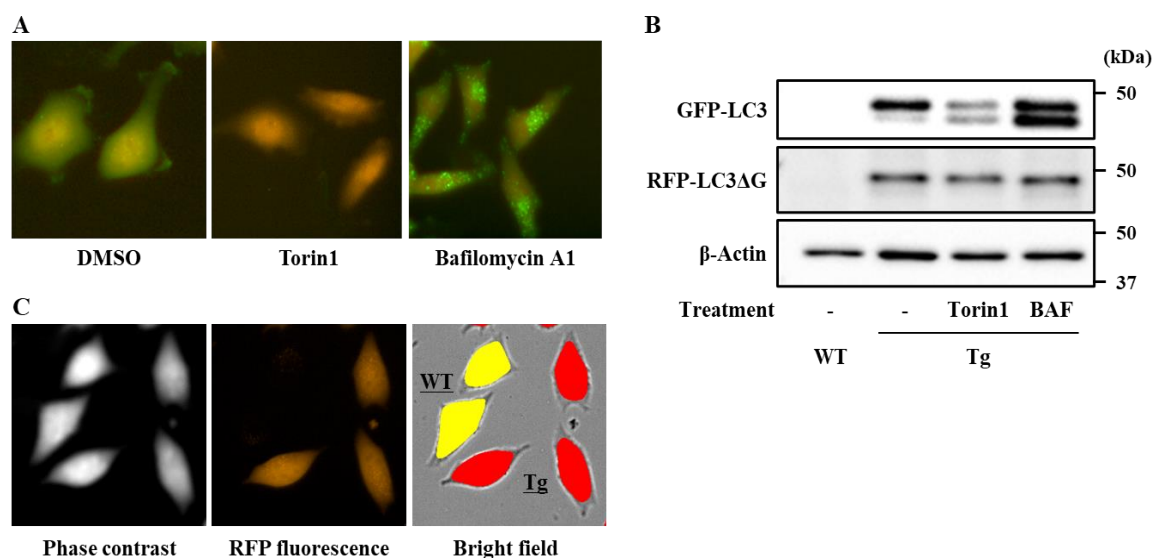 A
DMSO
Torin1
Bafilomycin A1
B
(kDa)
GFP-LC3
50
RFP-LC3ΔG
50
β-Actin
50
37
Treatment
-
-
Torin1
BAF
WT
Tg
C
WT
Tg
Phase contrast
RFP fluorescence
Bright field